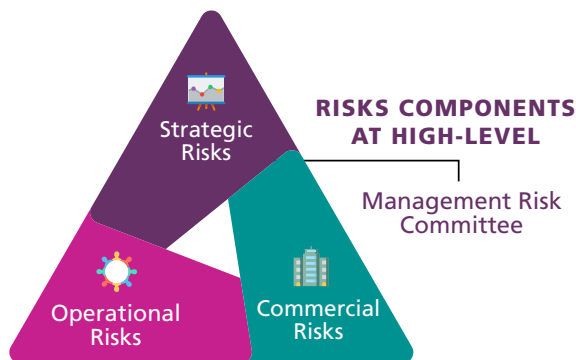 Strategic
Risks
RISKS COMPONENTS
AT HIGH-LEVEL
Management Risk
Committee
Operational
Risks
Commercial
Risks